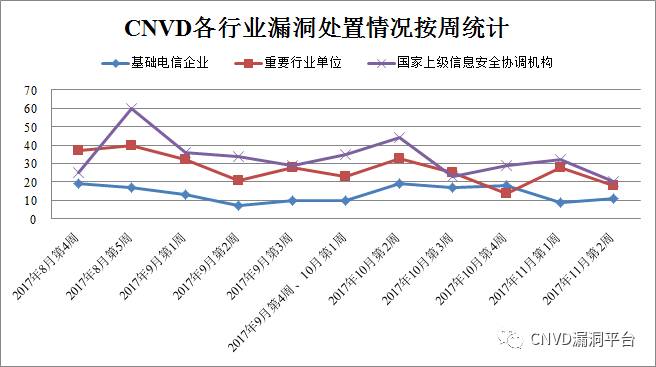 CNVD各行业漏洞处置情况按周统计
基础电信企业 重要行业单位 国家上级信息安全协调机构
70
60
50
40
30
20
10
0
2017年8月第4周
2017年8月第5周
2017年9月第1周
2017年9月第2周
2017年9月第3周
2017年9月第4周、10月第1周
2017年10月第2周
2017年10月第3周
2017年10月第4周
2017年11月第1周
2017年11月第2周
CNVD漏洞平台